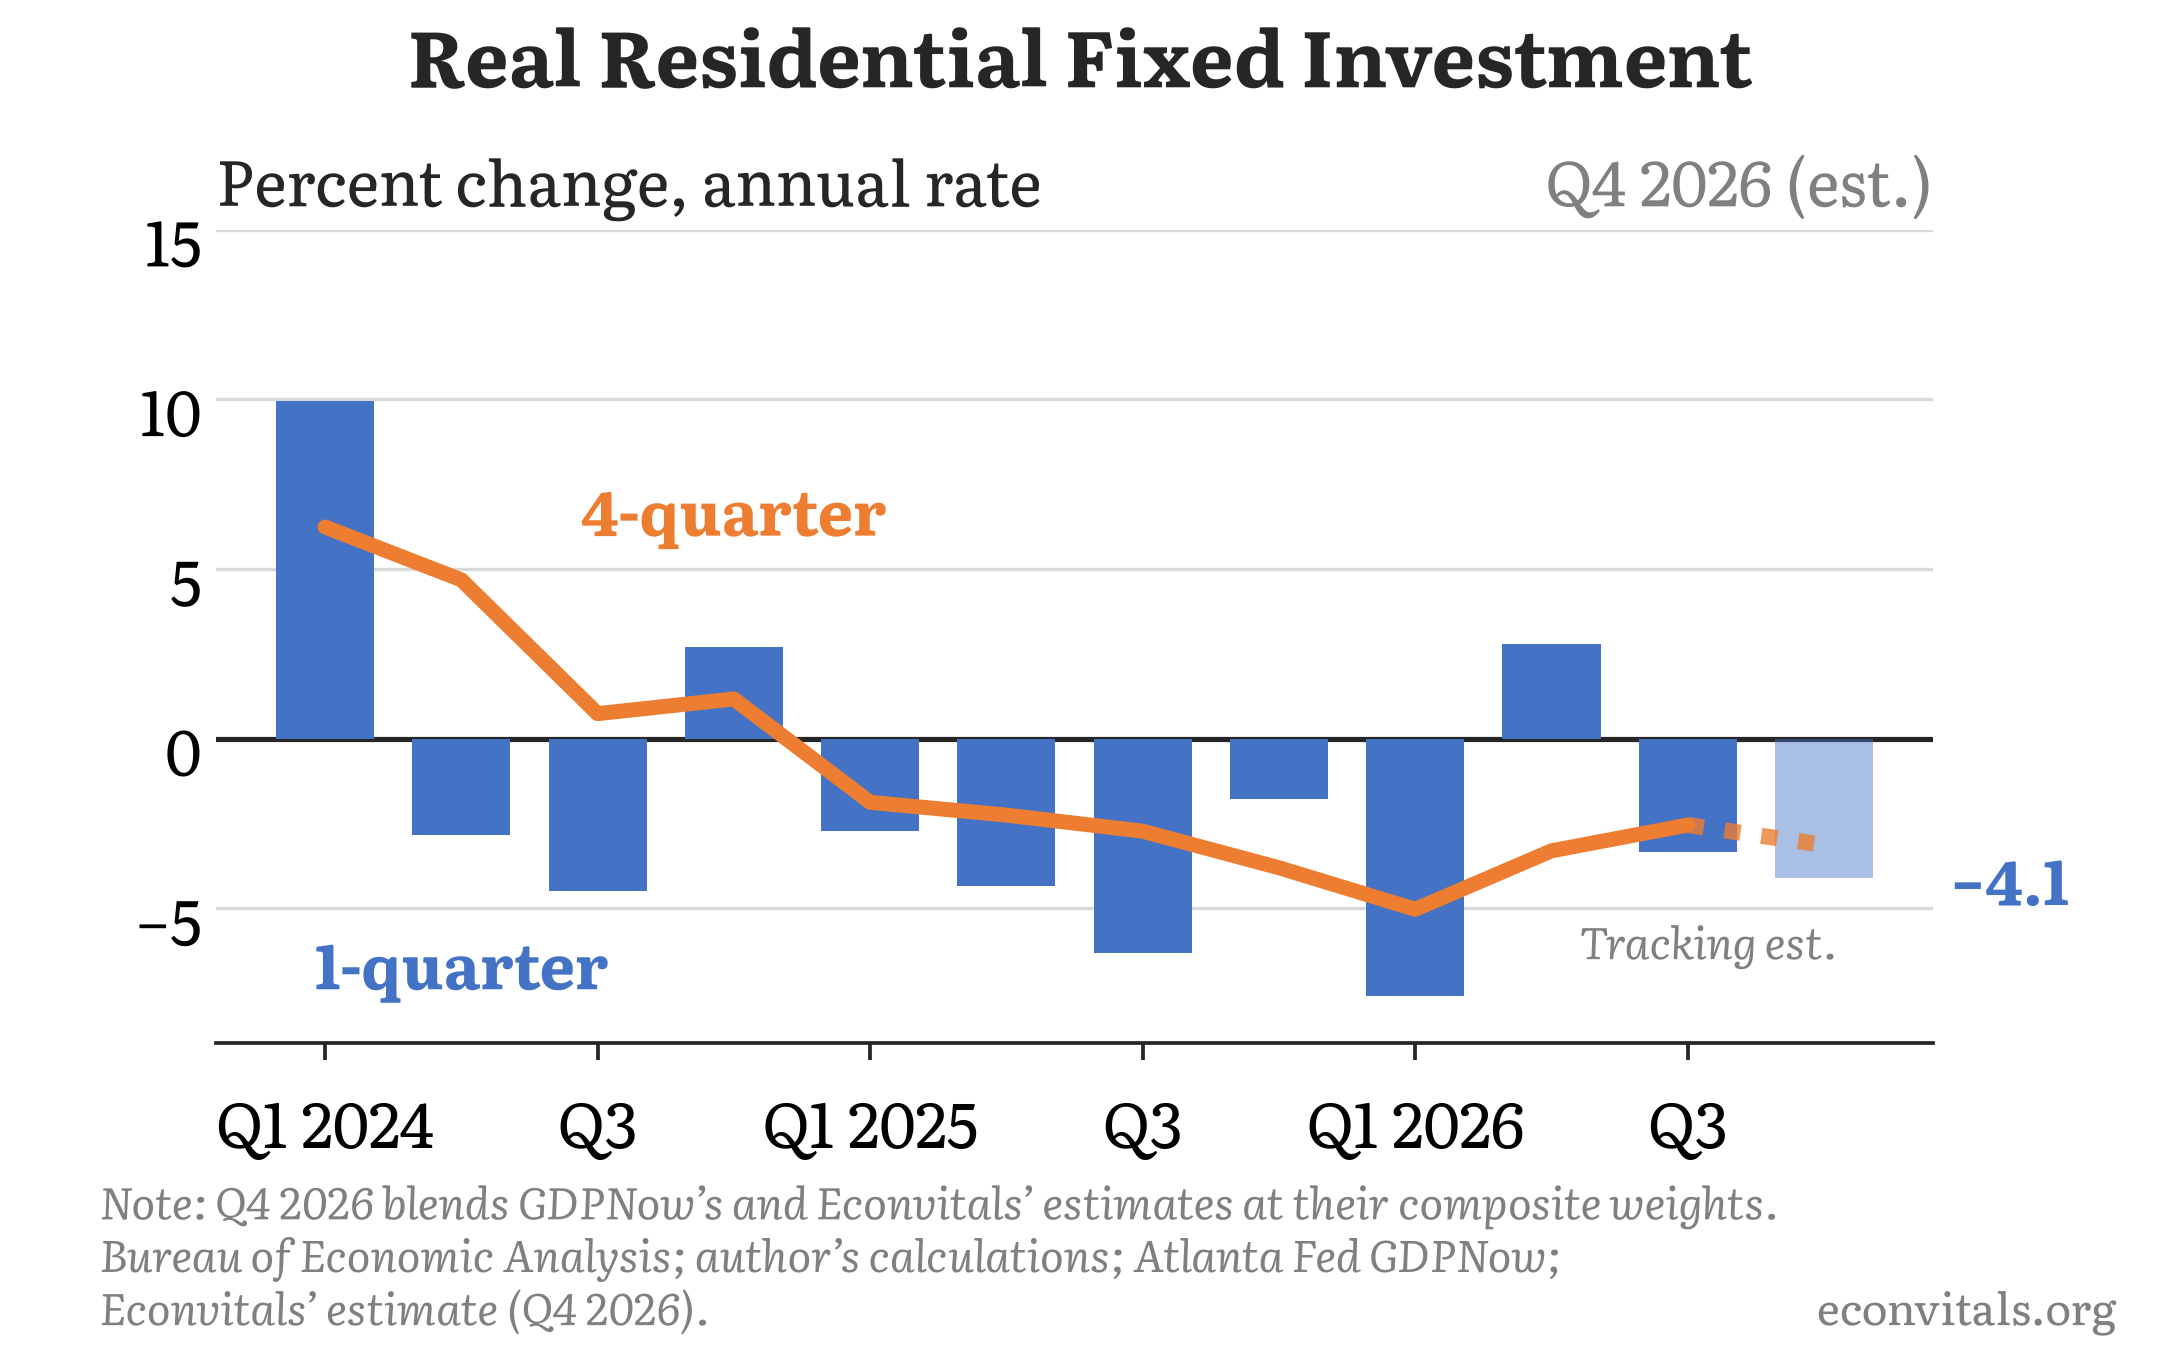 Real Residential Fixed Investment
Percent change, annual rate
Q4 2026 (est.)
15
10
4-quarter
5
0
−4.1
−5
Tracking est.
1-quarter
Q1 2024
Q3
Q1 2025
Q3
Q1 2026
Q3
Note: Q4 2026 blends GDPNow’s and Econvitals’ estimates at their composite weights.
Bureau of Economic Analysis; author’s calculations; Atlanta Fed GDPNow;
Econvitals’ estimate (Q4 2026).
econvitals.org